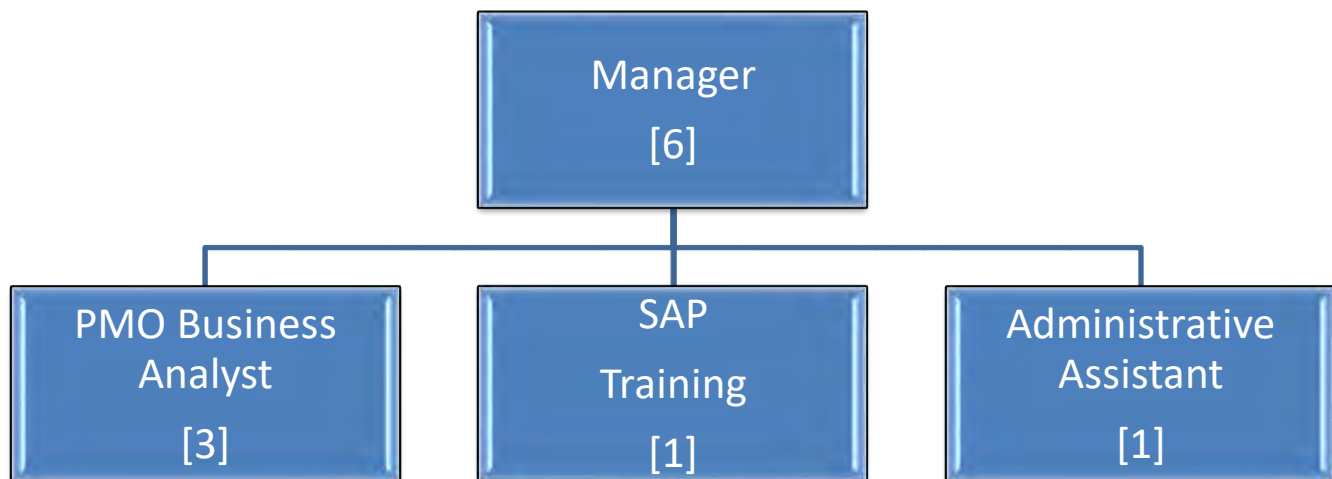 Manager
[6]
PMO Business
Analyst
[3]
SAP
Training
[1]
Administrative
Assistant
[1]